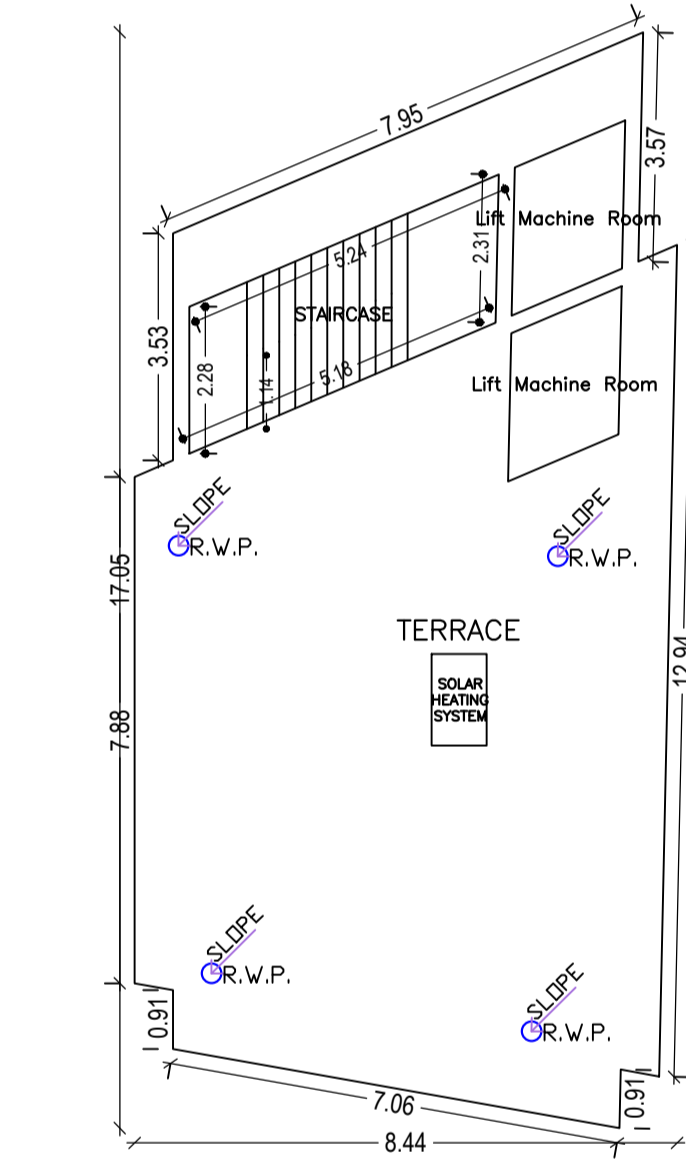 7.95
3.57
Lift Machine Room
2.31
5.24
STAIRCASE
3.53
2.28
1.14
5.18
Lift Machine Room
SLOPE
R.W.P.
SLOPE
R.W.P.
17.05
TERRACE
SOLAR
HEATING
SYSTEM
12.94
7.88
SLOPE
R.W.P.
SLOPE
R.W.P.
0.91
7.06
0.91
8.44